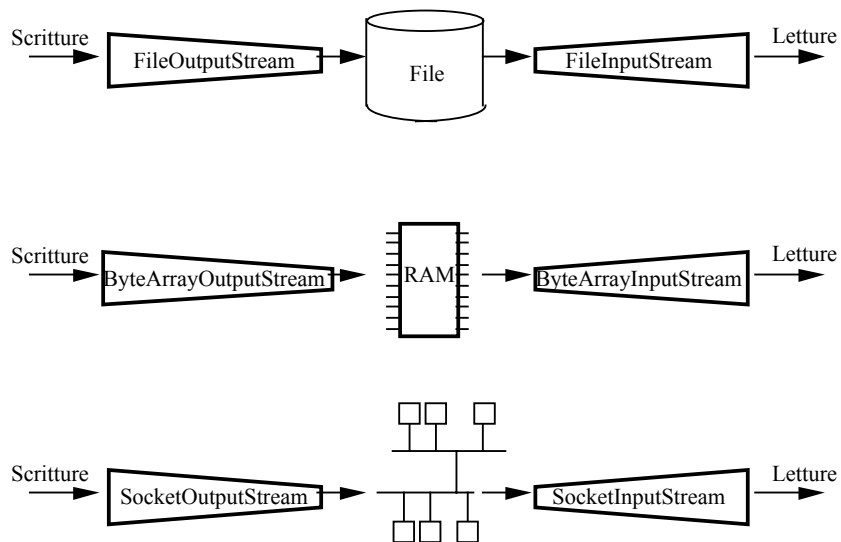 Scritture
FileOutputStream
File
FileInputStream
Letture
Scritture
ByteArrayOutputStream
RAM
ByteArrayInputStream
Letture
Scritture
SocketOutputStream
SocketInputStream
Letture